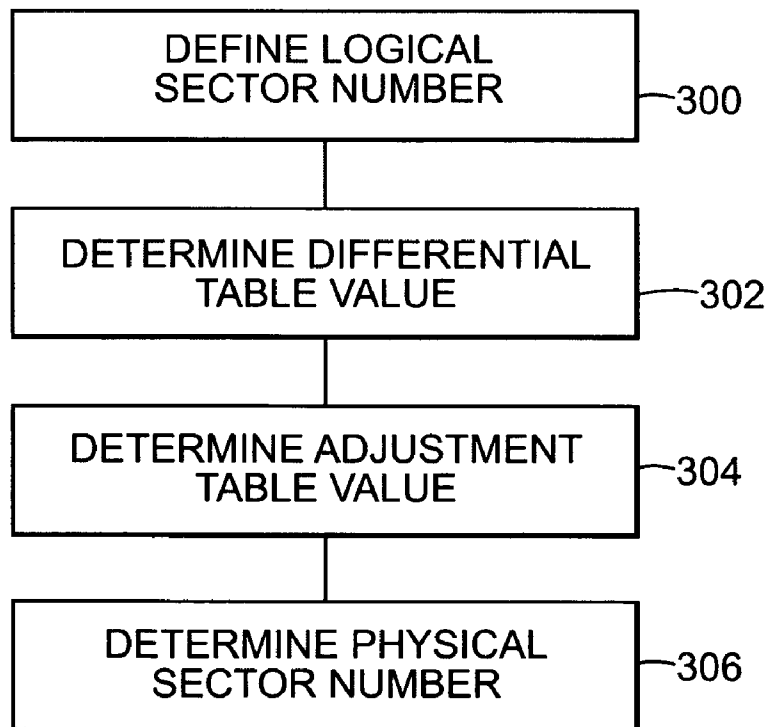 DEFINE LOGICAL
SECTOR NUMBER
300
DETERMINE DIFFERENTIAL
TABLE VALUE
302
DETERMINE ADJUSTMENT
TABLE VALUE
304
DETERMINE PHYSICAL
SECTOR NUMBER
306